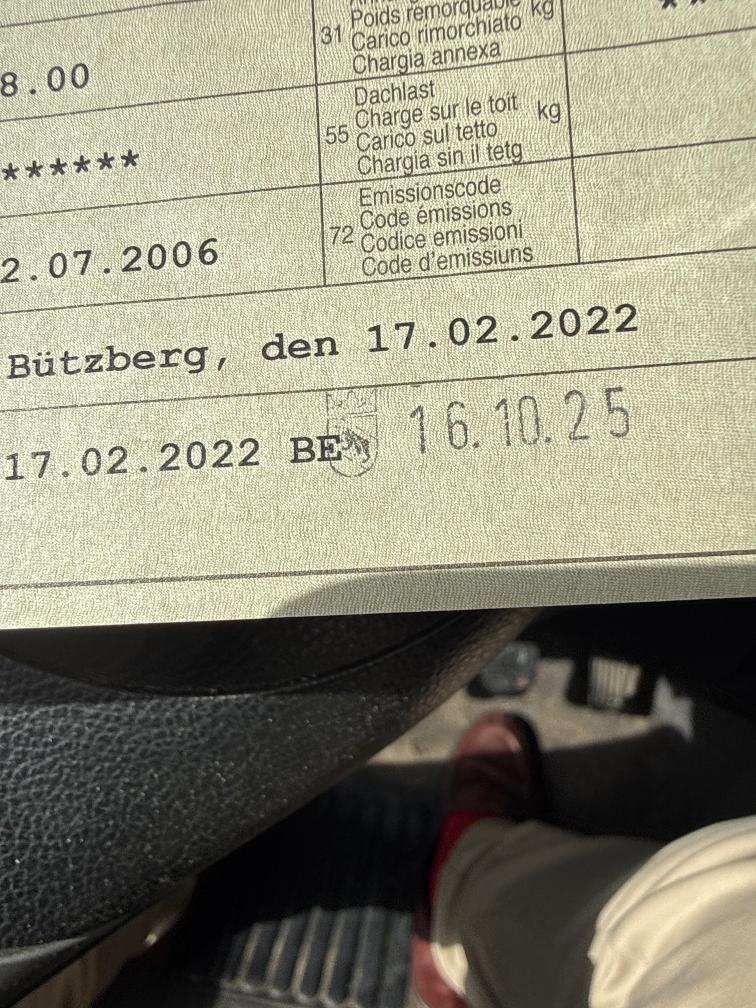 31 Poids remorquable kg
Carico rimorchiato
Chargia annexa
8.00
55 Dachlast
Charge sur le toit kg
Carico sul tetto
Chargia sin il tetg
******
72 Emissionscode
Code émissions
Codice emissioni
Code d'emissiuns
2.07.2006
Bützberg, den 17.02.2022
17.02.2022 BE 16.10.25